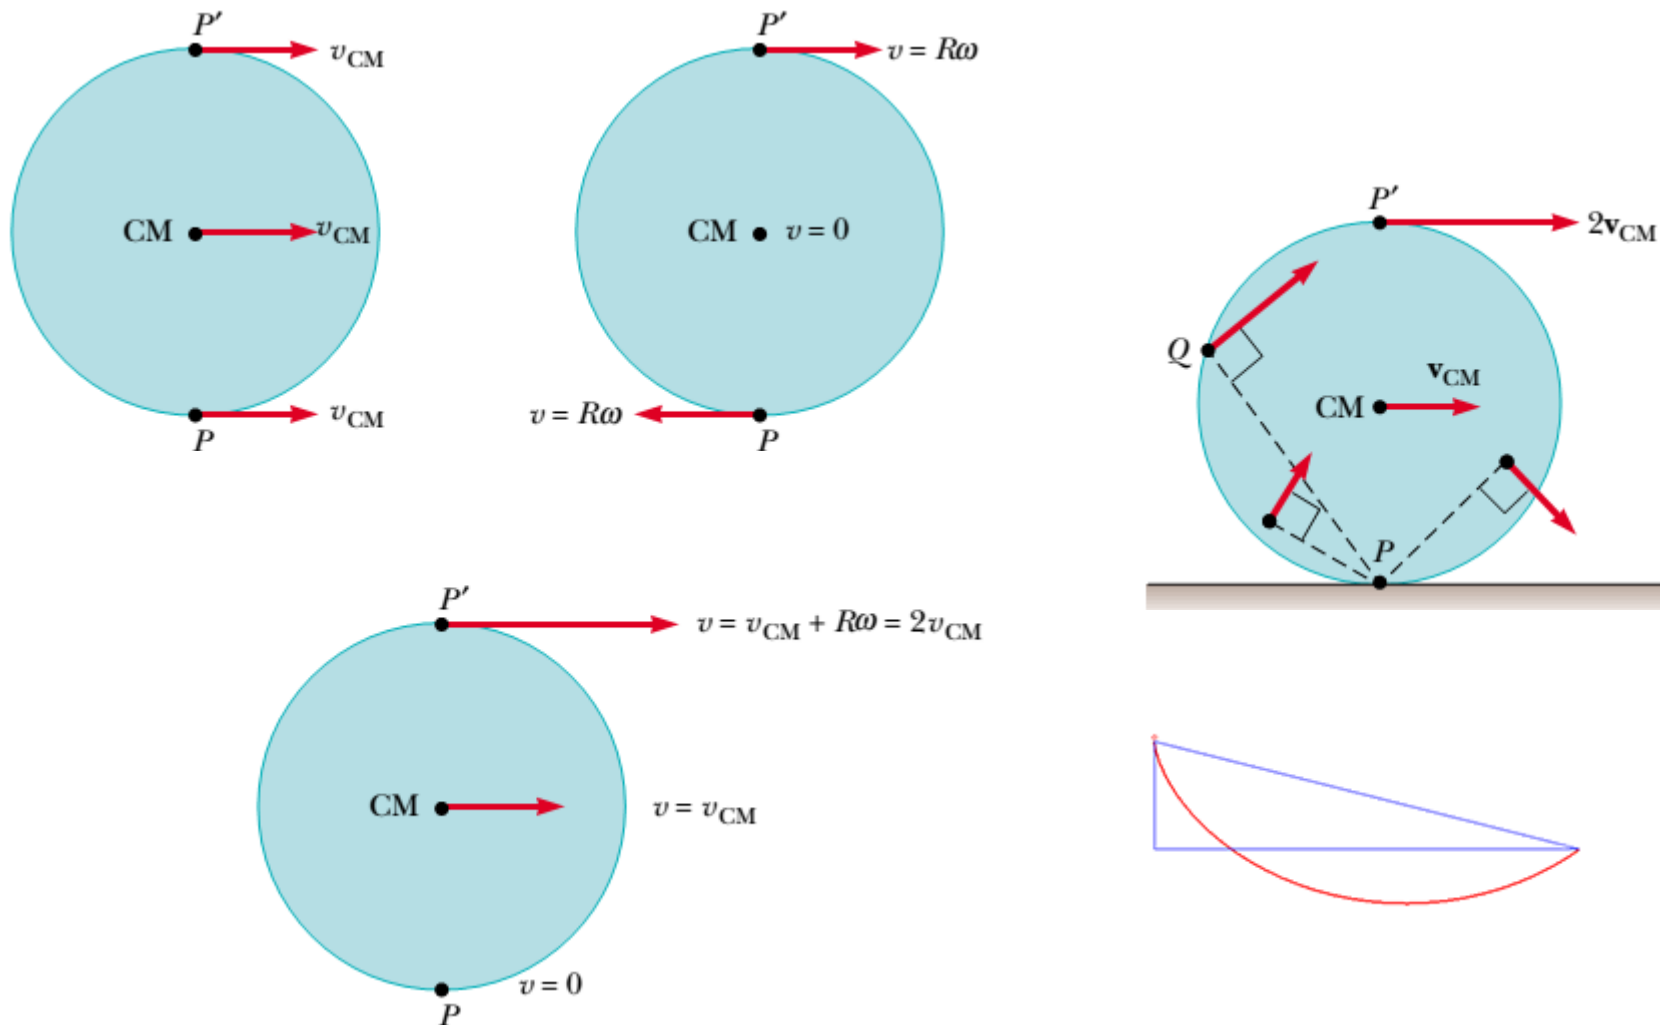 P′
v_CM
CM
v_CM
v_CM
P
P′
v = Rω
CM
v = 0
v = Rω
P
P′
2v_CM
Q
v_CM
CM
P
P′
v = v_CM + Rω = 2v_CM
CM
v = v_CM
v = 0
P